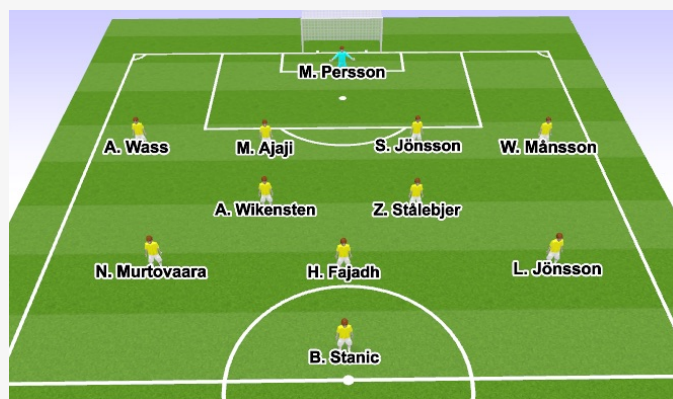 M. Persson
A. Wass
M. Ajaji
S. Jönsson
W. Månsson
A. Wikensten
Z. Stålebjer
N. Murtovaara
H. Fajadh
L. Jönsson
B. Stanic